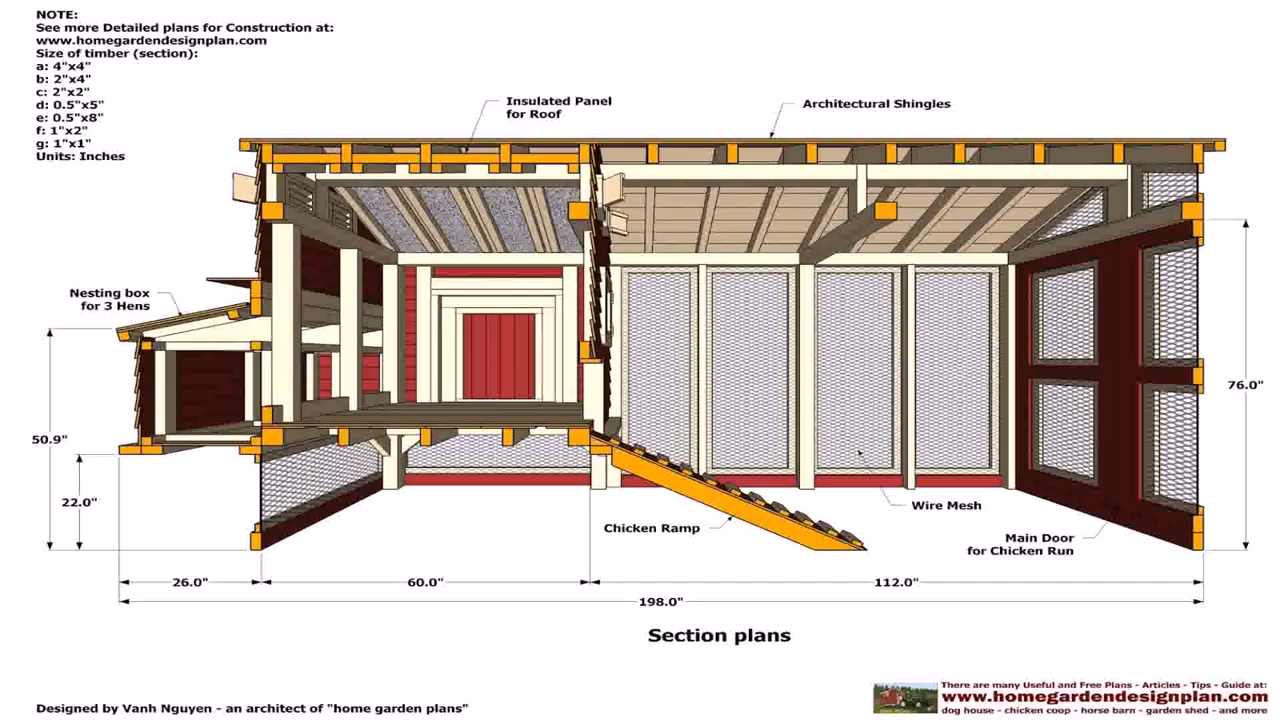 NOTE:
See more Detailed plans for Construction at:
www.homegardendesignplan.com
Size of timber (section):
a: 4"x4"
b: 2"x4"
c: 2"x2"
d: 0.5"x5"
e: 0.5"x8"
f: 1"x2"
g: 1"x1"
Units: Inches
Insulated Panel
for Roof
Architectural Shingles
Nesting box
for 3 Hens
50.9"
22.0"
76.0"
Wire Mesh
Chicken Ramp
Main Door
for Chicken Run
26.0"
60.0"
112.0"
198.0"
Section plans
Designed by Vanh Nguyen - an architect of "home garden plans"
There are many Useful and Free Plans - Articles - Tips - Guide at:
www.homegardendesignplan.com
dog house - chicken coop - horse barn - garden shed - and more